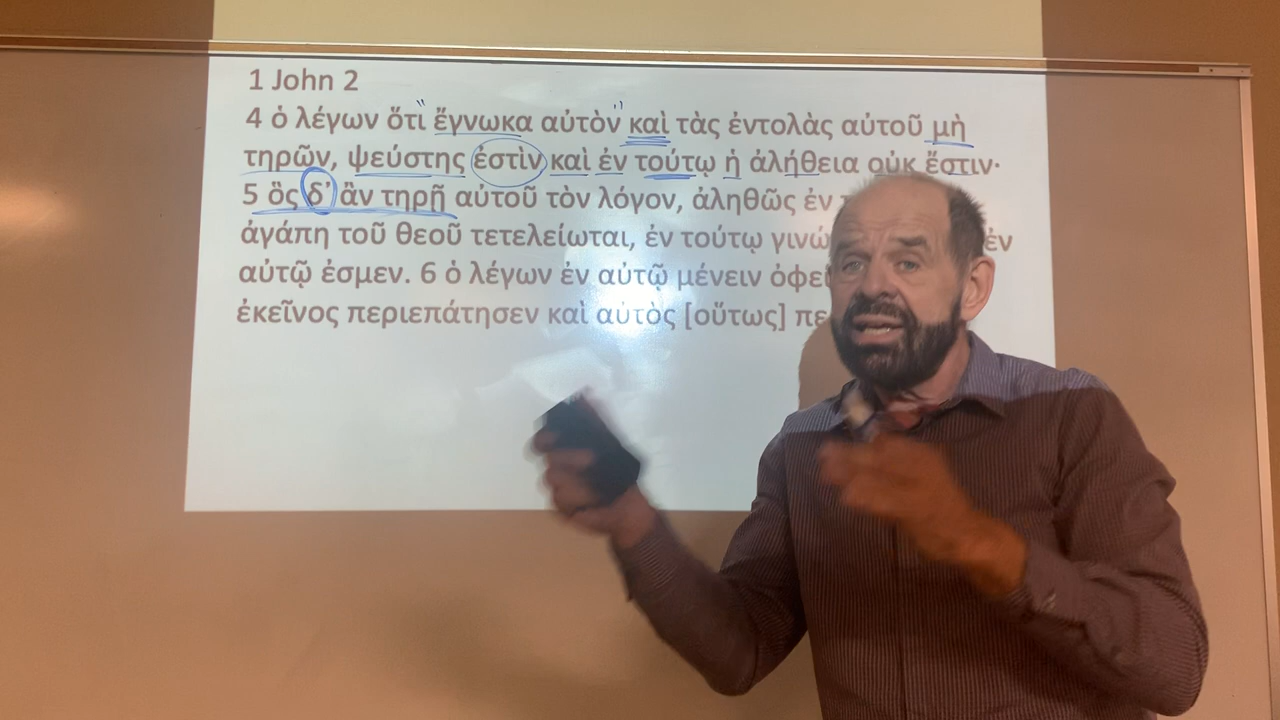 1 John 2
4 ὁ λέγων ὅτι ἔγνωκα αὐτὸν καὶ τὰς ἐντολὰς αὐτοῦ μὴ
τηρῶν, ψεύστης ἐστὶν καὶ ἐν τούτῳ ἡ ἀλήθεια οὐκ ἔστιν·
5 ὃς δ’ ἂν τηρῇ αὐτοῦ τὸν λόγον, ἀληθῶς ἐν
ἀγάπη τοῦ θεοῦ τετελείωται, ἐν τούτῳ ἐν
αὐτῷ ἐσμεν. 6 ὁ λέγων ἐν αὐτῷ μένειν
ἐκεῖνος περιεπάτησεν καὶ αὐτὸς [οὕτως]